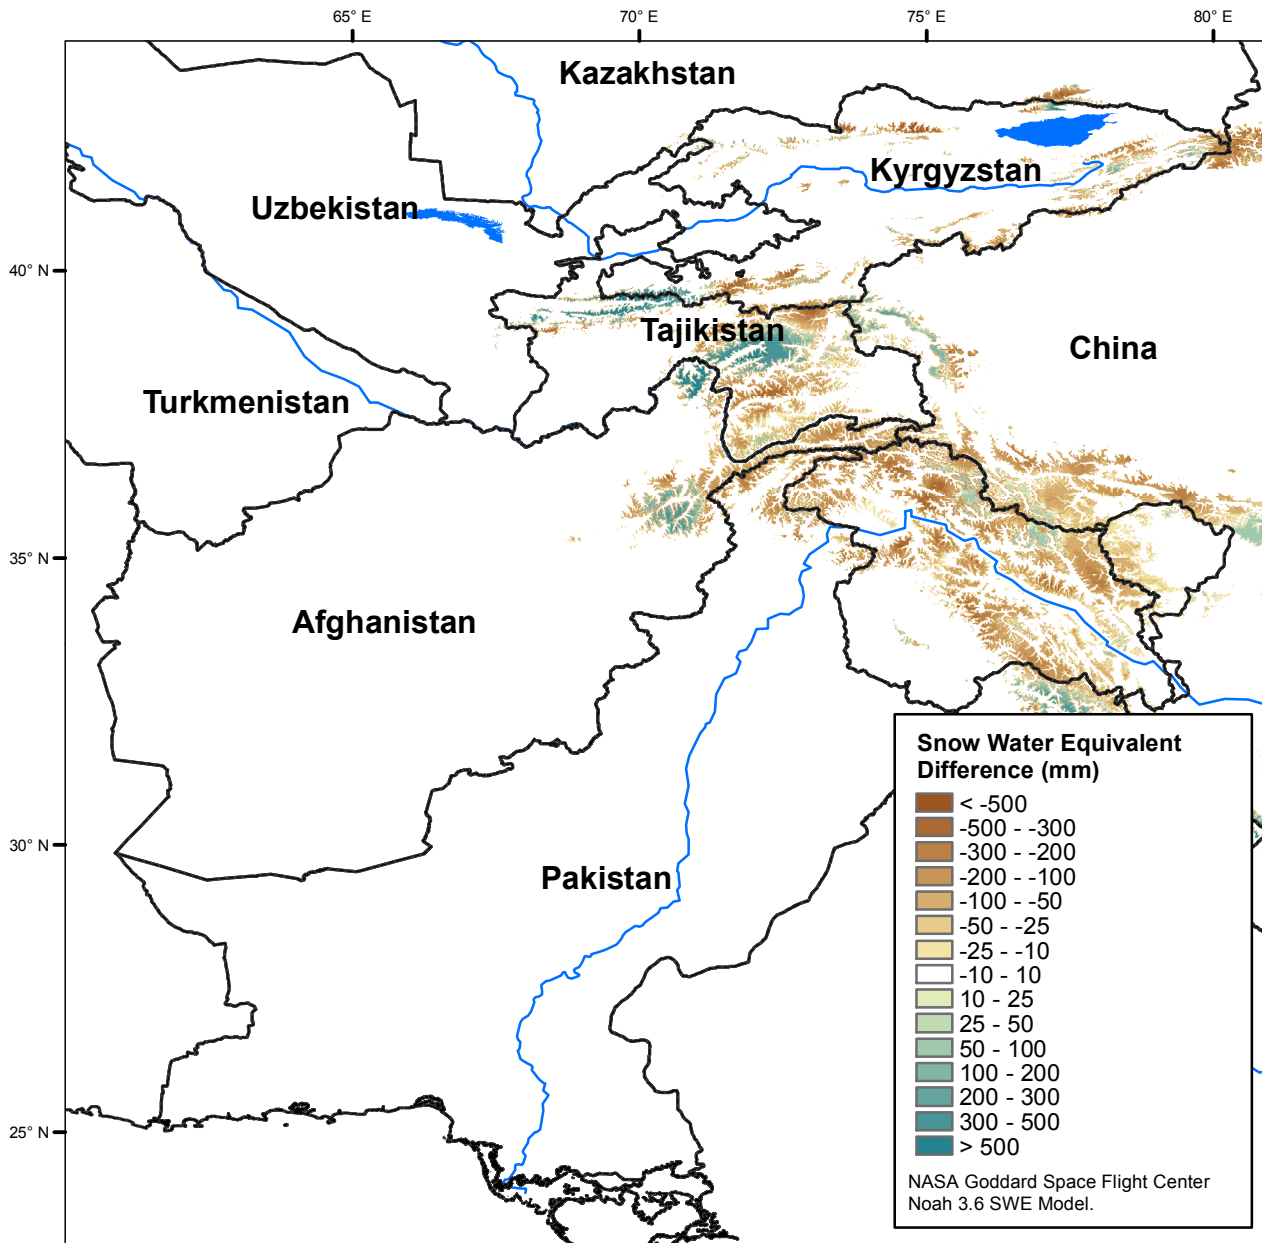 65° E
70° E
75° E
80° E
Kazakhstan
Kyrgyzstan
Uzbekistan
40° N
Tajikistan
China
Turkmenistan
35° N
Afghanistan
Snow Water Equivalent
Difference (mm)
< -500
-500 - -300
-300 - -200
-200 - -100
-100 - -50
-50 - -25
-25 - -10
-10 - 10
10 - 25
25 - 50
50 - 100
100 - 200
200 - 300
300 - 500
> 500
NASA Goddard Space Flight Center
Noah 3.6 SWE Model.
30° N
Pakistan
25° N